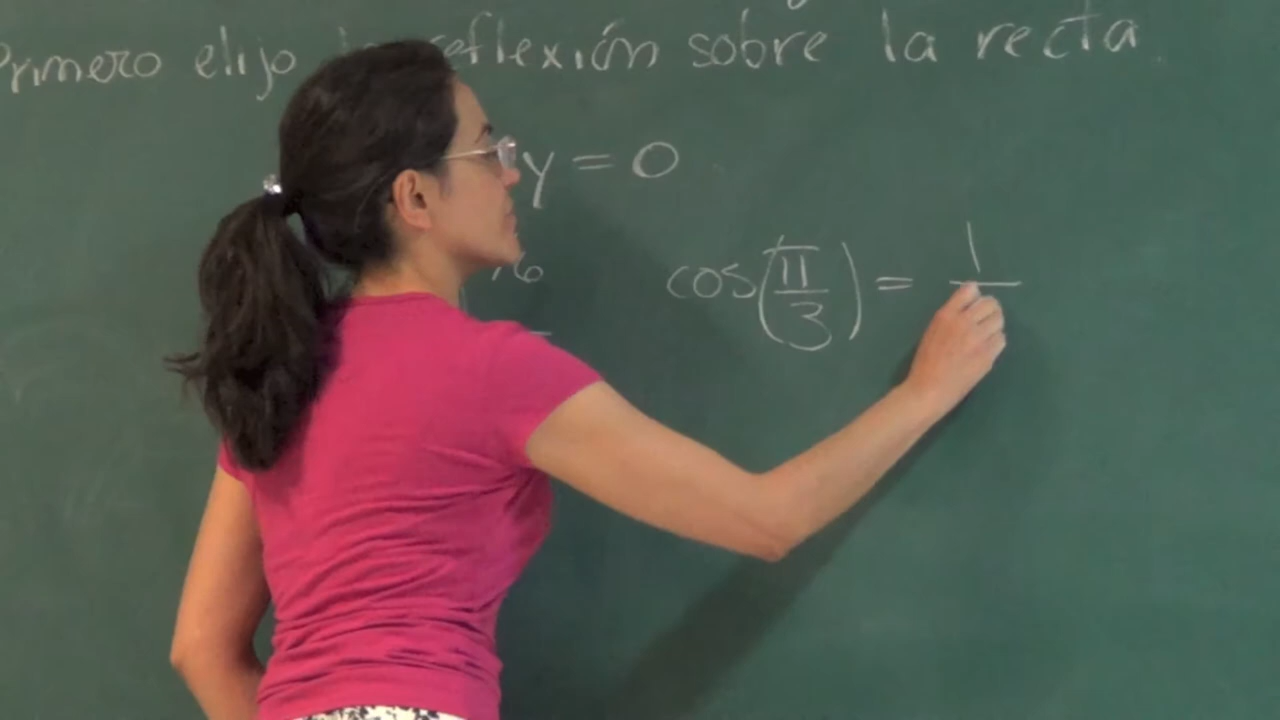 Primero elijo reflexión sobre la recta
y = 0
cos(π/3) = 1/